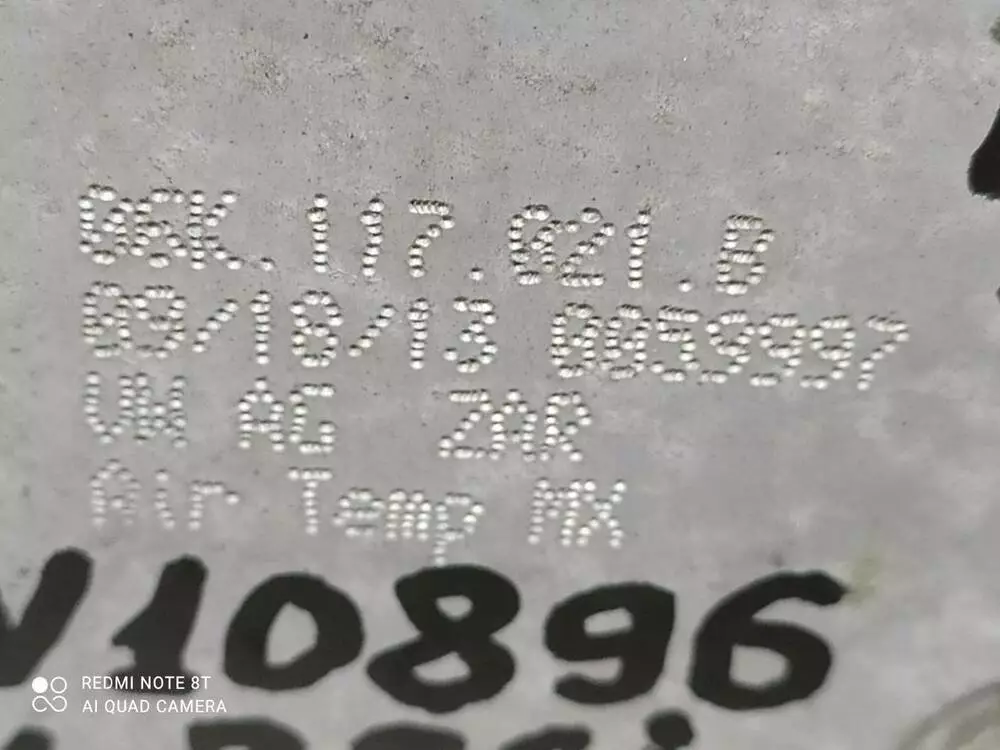 06K.117.021.B
09/18/13 0059997
VW AG ZAR
Air Temp MX
V10896
REDMI NOTE 8T
AI QUAD CAMERA